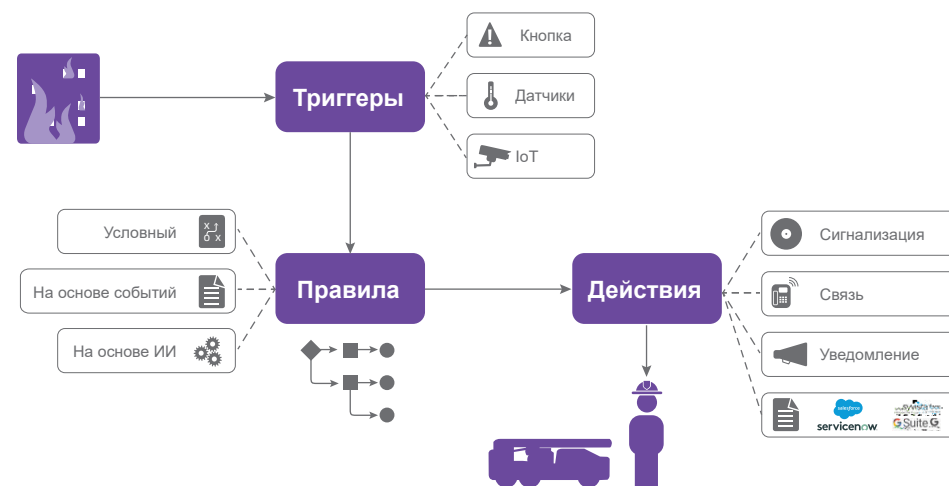 Кнопка
Триггеры
Датчики
IoT
Условный
Сигнализация
На основе событий
Правила
Действия
Связь
На основе ИИ
Уведомление
salesforce
servicenow
G Suite G